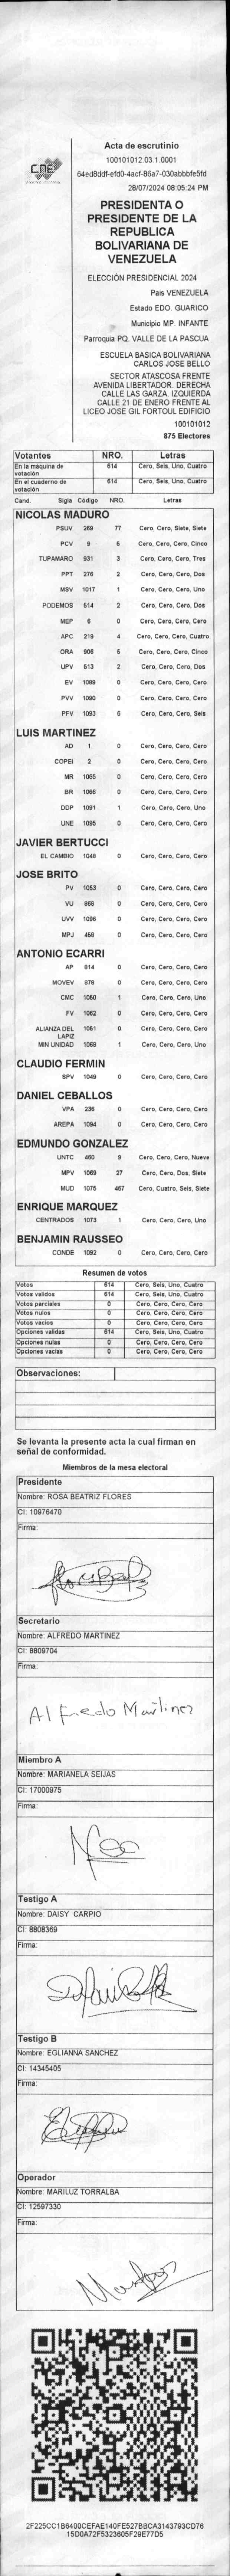 CNE
Acta de escrutinio
100101012.03.1.0001
64ed8ddf-efd0-4acf-86a7-030abbbfe5fd
28/07/2024 08:05:24 PM
PRESIDENTA O
PRESIDENTE DE LA
REPUBLICA
BOLIVARIANA DE
VENEZUELA
ELECCIÓN PRESIDENCIAL 2024
País VENEZUELA
Estado EDO. GUARICO
Municipio MP. INFANTE
Parroquia PQ. VALLE DE LA PASCUA
ESCUELA BASICA BOLIVARIANA
CARLOS JOSE BELLO
SECTOR ATASCOSA FRENTE
AVENIDA LIBERTADOR. DERECHA
CALLE LAS GARZA. IZQUIERDA
CALLE 21 DE ENERO FRENTE AL
LICEO JOSE GIL FORTOUL EDIFICIO
100101012
875 Electores
Votantes NRO. Letras
En la máquina de votación 614 Cero, Seis, Uno, Cuatro
En el cuaderno de votación 614 Cero, Seis, Uno, Cuatro
Cand. Sigla Código NRO. Letras
NICOLAS MADURO
PSUV 269 77 Cero, Cero, Siete, Siete
PCV 9 5 Cero, Cero, Cero, Cinco
TUPAMARO 931 3 Cero, Cero, Cero, Tres
PPT 276 2 Cero, Cero, Cero, Dos
MSV 1017 1 Cero, Cero, Cero, Uno
PODEMOS 514 2 Cero, Cero, Cero, Dos
MEP 6 0 Cero, Cero, Cero, Cero
APC 219 4 Cero, Cero, Cero, Cuatro
ORA 906 5 Cero, Cero, Cero, Cinco
UPV 513 2 Cero, Cero, Cero, Dos
EV 1089 0 Cero, Cero, Cero, Cero
PVV 1090 0 Cero, Cero, Cero, Cero
PFV 1093 6 Cero, Cero, Cero, Seis
LUIS MARTINEZ
AD 1 0 Cero, Cero, Cero, Cero
COPEI 2 0 Cero, Cero, Cero, Cero
MR 1065 0 Cero, Cero, Cero, Cero
BR 1066 0 Cero, Cero, Cero, Cero
DDP 1091 1 Cero, Cero, Cero, Uno
UNE 1095 0 Cero, Cero, Cero, Cero
JAVIER BERTUCCI
EL CAMBIO 1048 0 Cero, Cero, Cero, Cero
JOSE BRITO
PV 1053 0 Cero, Cero, Cero, Cero
VU 868 0 Cero, Cero, Cero, Cero
UVV 1096 0 Cero, Cero, Cero, Cero
MPJ 458 0 Cero, Cero, Cero, Cero
ANTONIO ECARRI
AP 814 0 Cero, Cero, Cero, Cero
MOVEV 878 0 Cero, Cero, Cero, Cero
CMC 1050 1 Cero, Cero, Cero, Uno
FV 1062 0 Cero, Cero, Cero, Cero
ALIANZA DEL LAPIZ 1051 0 Cero, Cero, Cero, Cero
MIN UNIDAD 1068 1 Cero, Cero, Cero, Uno
CLAUDIO FERMIN
SPV 1049 0 Cero, Cero, Cero, Cero
DANIEL CEBALLOS
VPA 236 0 Cero, Cero, Cero, Cero
AREPA 1094 0 Cero, Cero, Cero, Cero
EDMUNDO GONZALEZ
UNTC 460 9 Cero, Cero, Cero, Nueve
MPV 1069 27 Cero, Cero, Dos, Siete
MUD 1075 467 Cero, Cuatro, Seis, Siete
ENRIQUE MARQUEZ
CENTRADOS 1073 1 Cero, Cero, Cero, Uno
BENJAMIN RAUSSEO
CONDE 1092 0 Cero, Cero, Cero, Cero
Resumen de votos
Votos 614 Cero, Seis, Uno, Cuatro
Votos validos 614 Cero, Seis, Uno, Cuatro
Votos parciales 0 Cero, Cero, Cero, Cero
Votos nulos 0 Cero, Cero, Cero, Cero
Votos vacios 0 Cero, Cero, Cero, Cero
Opciones validas 614 Cero, Seis, Uno, Cuatro
Opciones nulas 0 Cero, Cero, Cero, Cero
Opciones vacías 0 Cero, Cero, Cero, Cero
Observaciones:
Se levanta la presente acta la cual firman en
señal de conformidad.
Miembros de la mesa electoral
Presidente
Nombre: ROSA BEATRIZ FLORES
CI: 10976470
Firma:
Secretario
Nombre: ALFREDO MARTINEZ
CI: 8809704
Firma:
Alfredo Martinez
Miembro A
Nombre: MARIANELA SEIJAS
CI: 17000975
Firma:
Testigo A
Nombre: DAISY CARPIO
CI: 8808369
Firma:
Testigo B
Nombre: EGLIANNA SANCHEZ
CI: 14345405
Firma:
Operador
Nombre: MARILUZ TORRALBA
CI: 12597330
Firma:
2F225CC1B6400CEFAE140FE527BBCA3143793CD76
15D0A72F5323605F29E77D5